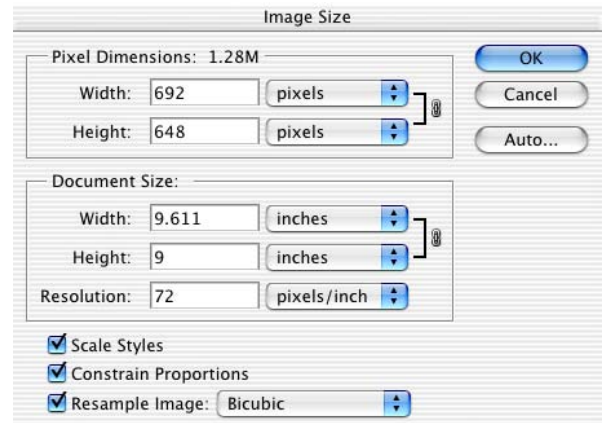 Image Size
Pixel Dimensions: 1.28M
OK
Width: 692 pixels
Cancel
Height: 648 pixels
Auto...
Document Size:
Width: 9.611 inches
Height: 9 inches
Resolution: 72 pixels/inch
Scale Styles
Constrain Proportions
Resample Image: Bicubic